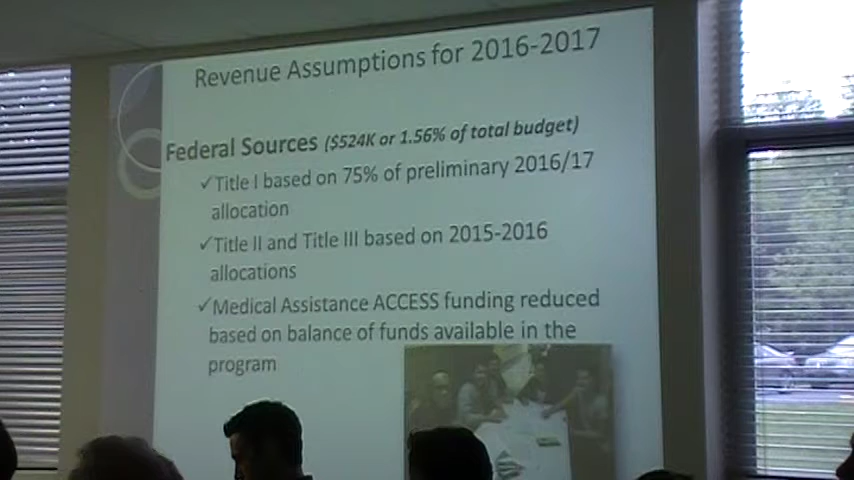 Revenue Assumptions for 2016-2017
Federal Sources ($524K or 1.56% of total budget)
✓Title I based on 75% of preliminary 2016/17
allocation
✓Title II and Title III based on 2015-2016
allocations
✓Medical Assistance ACCESS funding reduced
based on balance of funds available in the
program